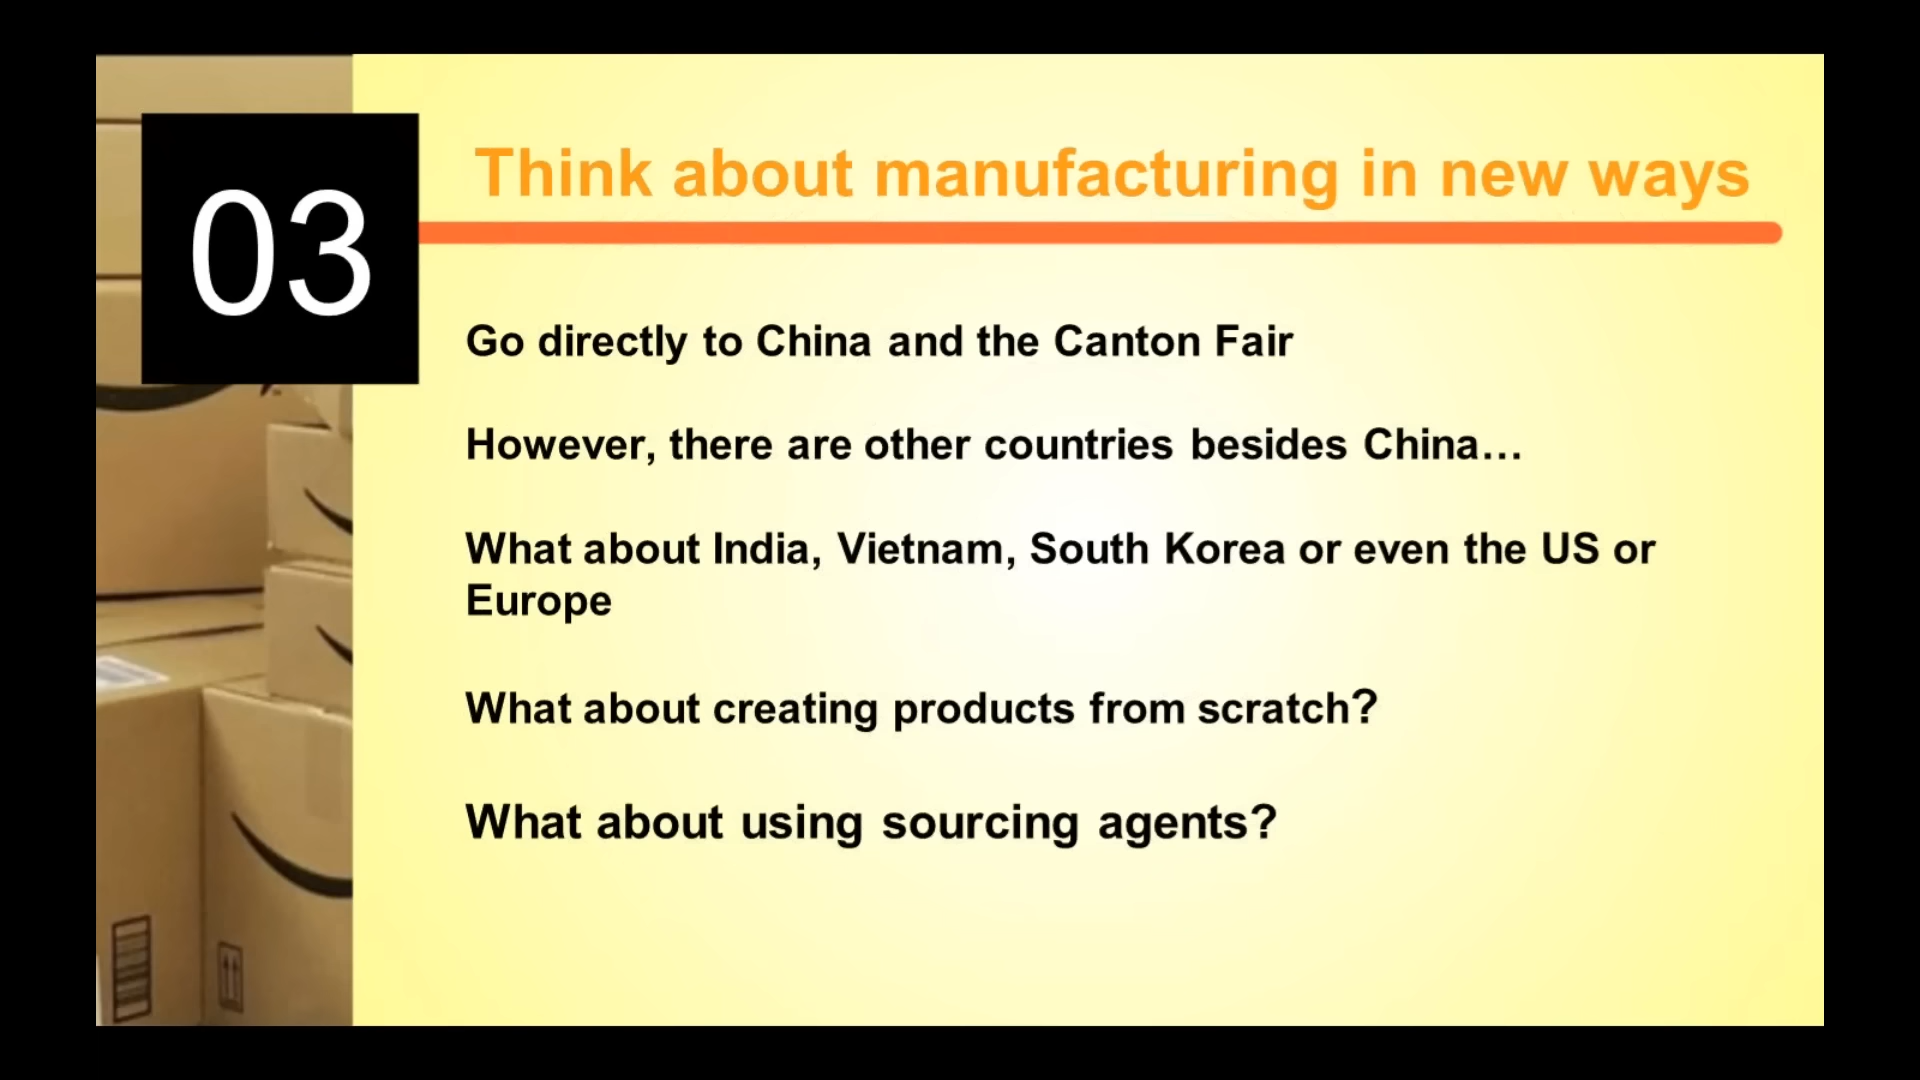 03
Think about manufacturing in new ways
Go directly to China and the Canton Fair
However, there are other countries besides China…
What about India, Vietnam, South Korea or even the US or
Europe
What about creating products from scratch?
What about using sourcing agents?